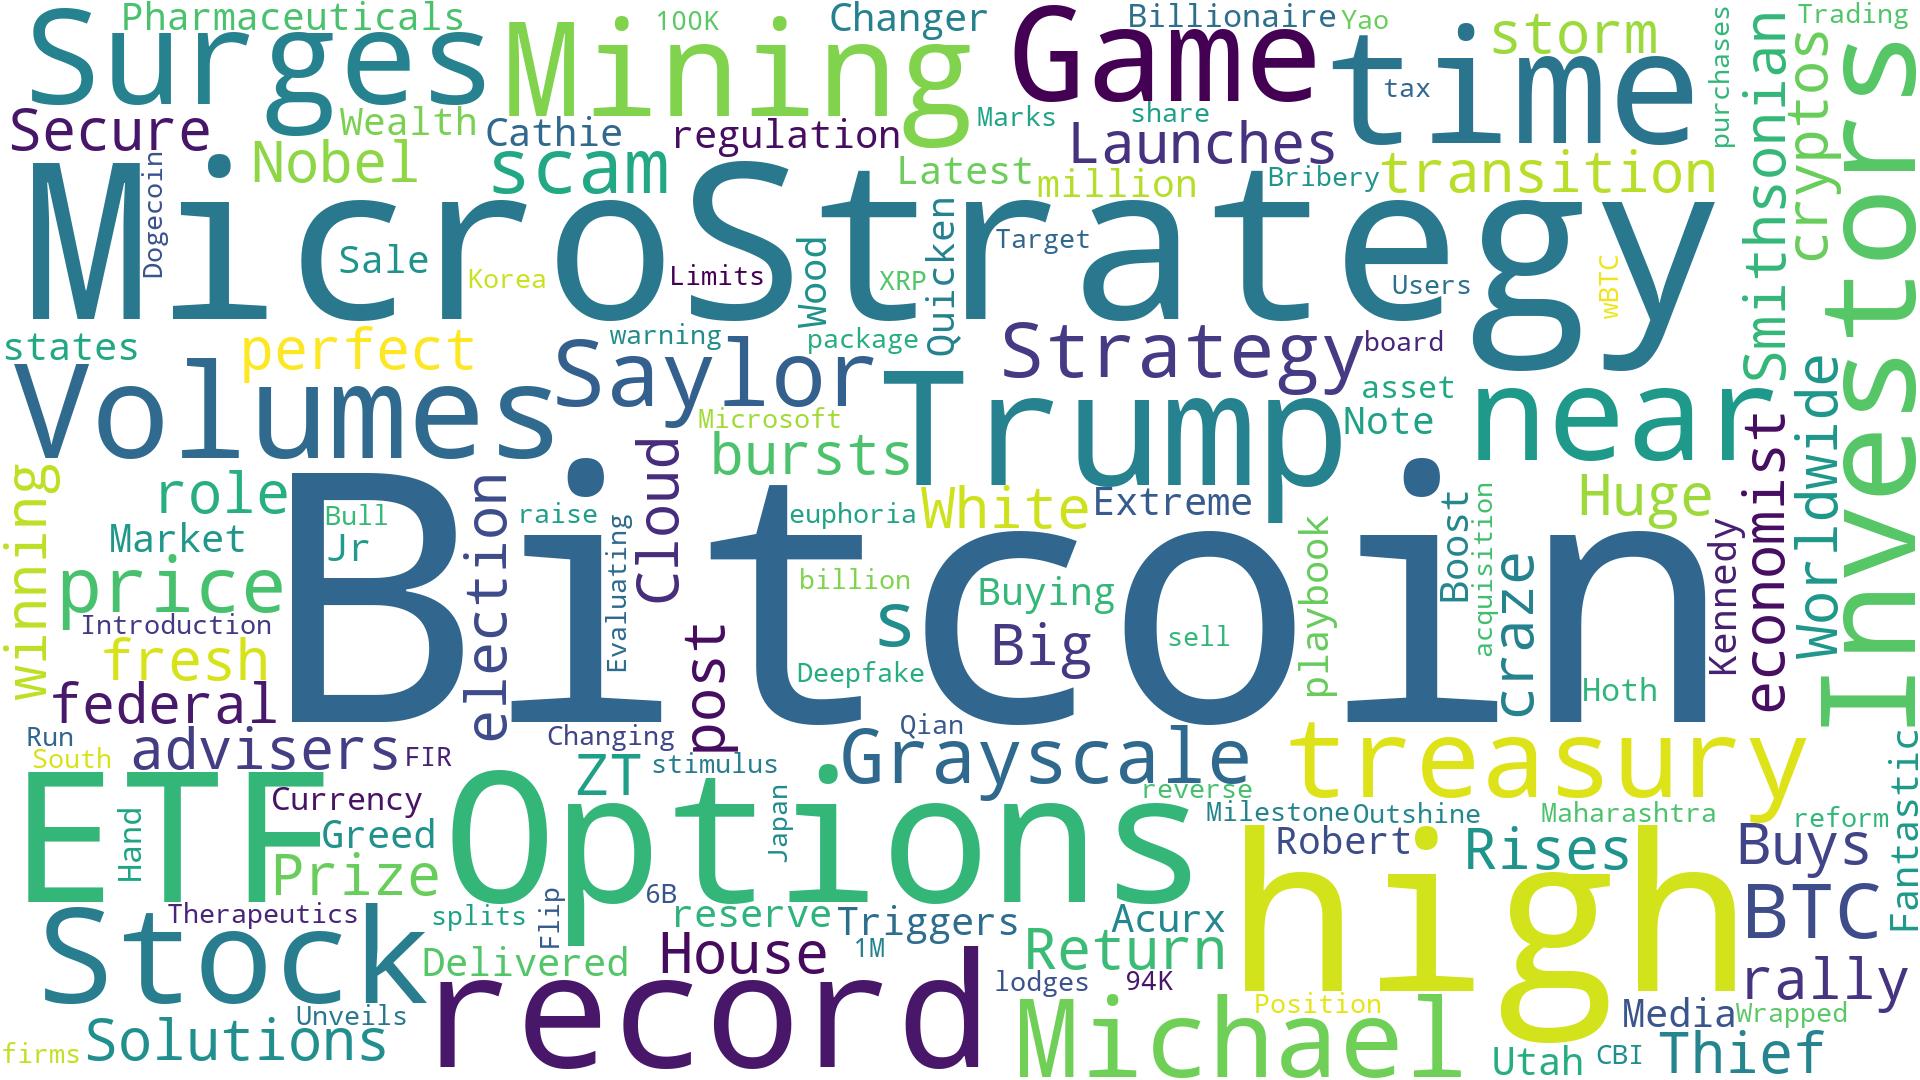 Pharmaceuticals
100K
Changer
Billionaire
Yao
Trading
Surges
Mining
Game
time
storm
tax
purchases
Smithsonian
cryptos
Investors
Secure
Wealth
Cathie
regulation
Marks
share
Launches
Nobel
scam
Latest
million
Bribery
transition
Dogecoin
MicroStrategy
Sale
Korea
Limits
Wood
XRP
Quicken
Target
Users
wBTC
states
perfect
warning
package
Strategy
board
Volumes
Saylor
Microsoft
Trump
asset
Note
near
bursts
winning
role
Market
Bull
Jr
election
raise
Evaluating
Cloud
euphoria
White
Extreme
playbook
Boost
acquisition
craze
Huge
Kennedy
economist
Worldwide
price
Bitcoin
billion
Buying
s
Big
sell
Introduction
fresh
post
Deepfake
Hoth
federal
Run
South
advisers
FIR
Changing
Qian
ZT
stimulus
Grayscale
treasury
reverse
Fantastic
ETF
Hand
Currency
Greed
Prize
Options
Japan
Milestone
Outshine
Maharashtra
reform
Robert
Rises
Buys
high
Therapeutics
splits
Flip
6B
reserve
Triggers
Acurx
BTC
Stock
Delivered
House
1M
Return
record
lodges
94K
rally
Unveils
Solutions
firms
Michael
Position
Media
Wrapped
Utah
CBI
Thief